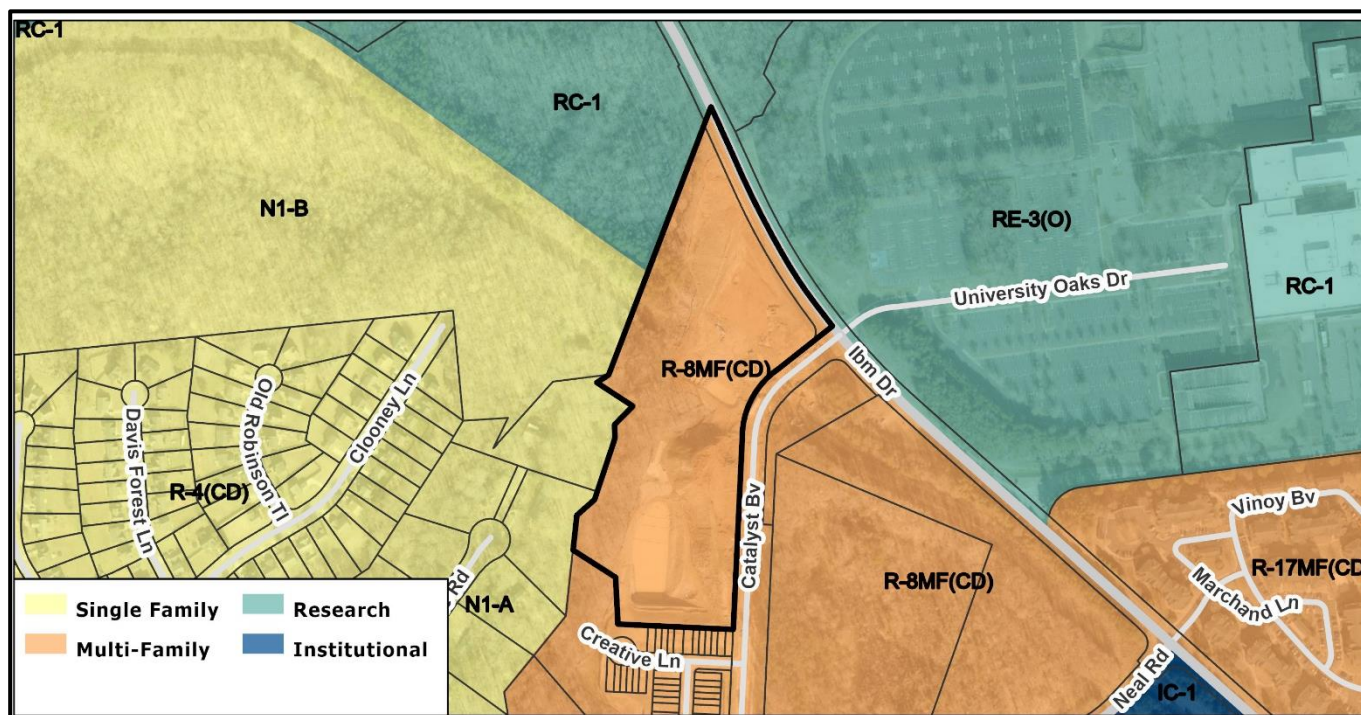 RC-1
RC-1
N1-B
RE-3(O)
University Oaks Dr
RC-1
R-8MF(CD)
Ibm Dr
Clooney Ln
Old Robinson Tl
Davis Forest Ln
R-4(CD)
Catalyst Bv
Vinoy Bv
R-8MF(CD)
R-17MF(CD
Marchand Ln
Rd
N1-A
Creative Ln
Neal Rd
IC-1
Single Family
Research
Multi-Family
Institutional